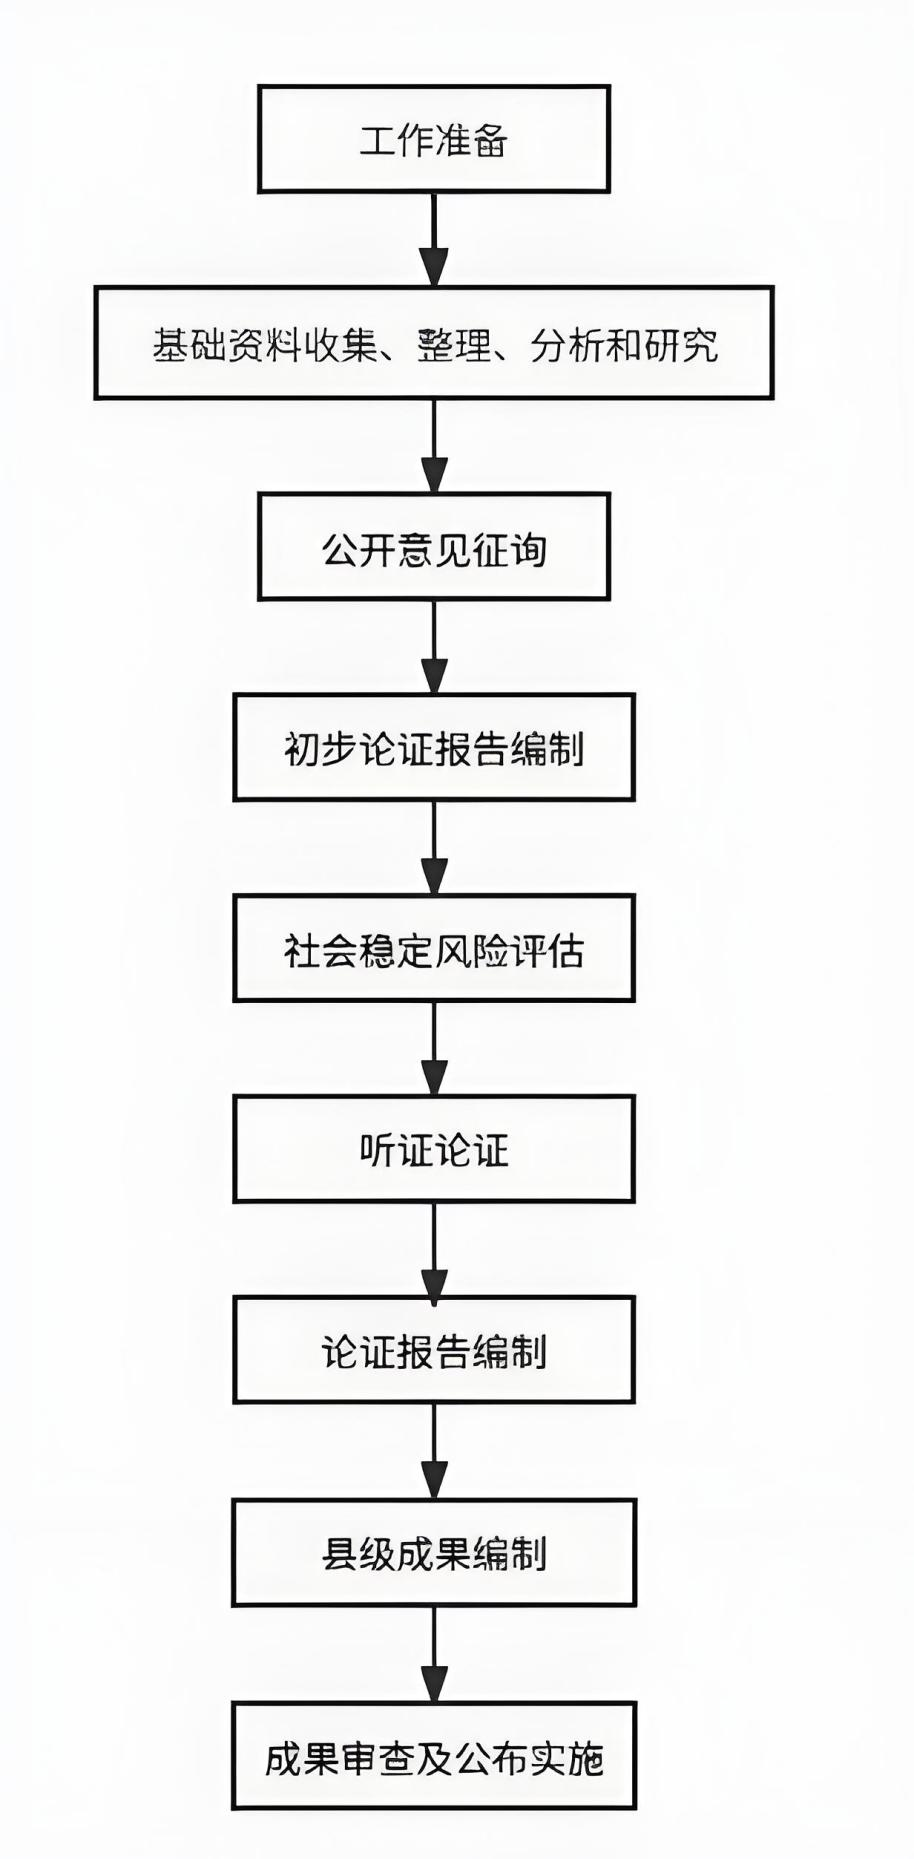 工作准备
基础资料收集、整理、分析和研究
公开意见征询
初步论证报告编制
社会稳定风险评估
听证论证
论证报告编制
县级成果编制
成果审查及公布实施